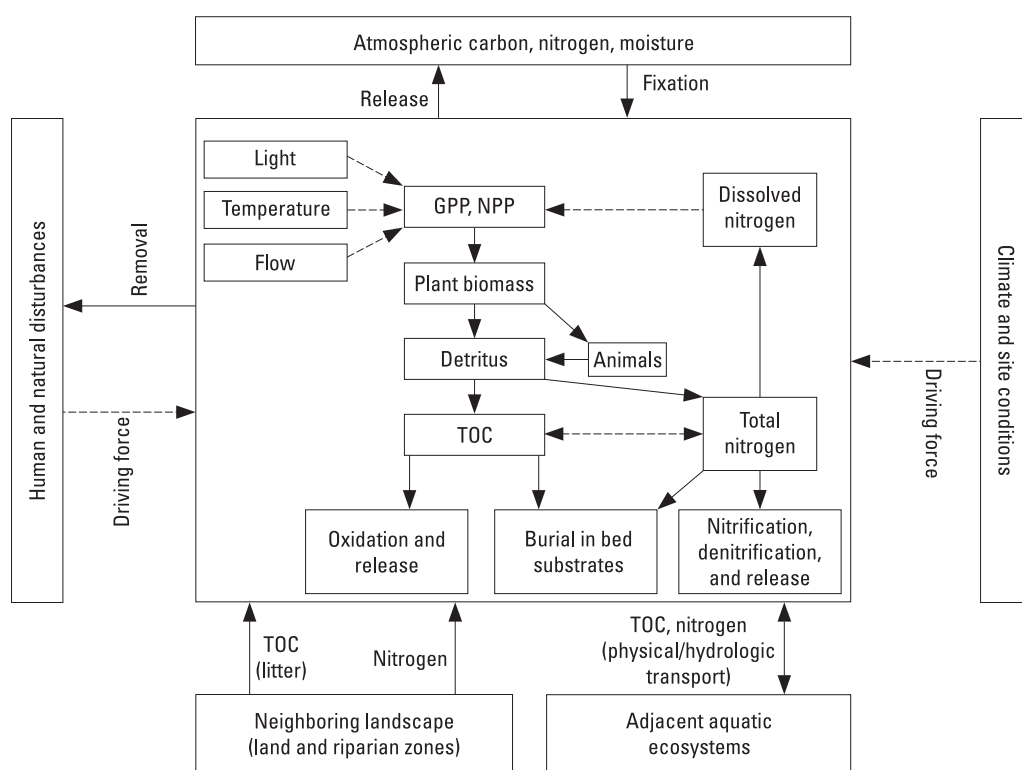 Atmospheric carbon, nitrogen, moisture
Release
Fixation
Human and natural disturbances
Removal
Driving force
Light
Temperature
Flow
GPP, NPP
Dissolved
nitrogen
Plant biomass
Detritus
Animals
TOC
Total
nitrogen
Oxidation and
release
Burial in bed
substrates
Nitrification,
denitrification,
and release
Driving force
Climate and site conditions
TOC
(litter)
Nitrogen
TOC, nitrogen
(physical/hydrologic
transport)
Neighboring landscape
(land and riparian zones)
Adjacent aquatic
ecosystems